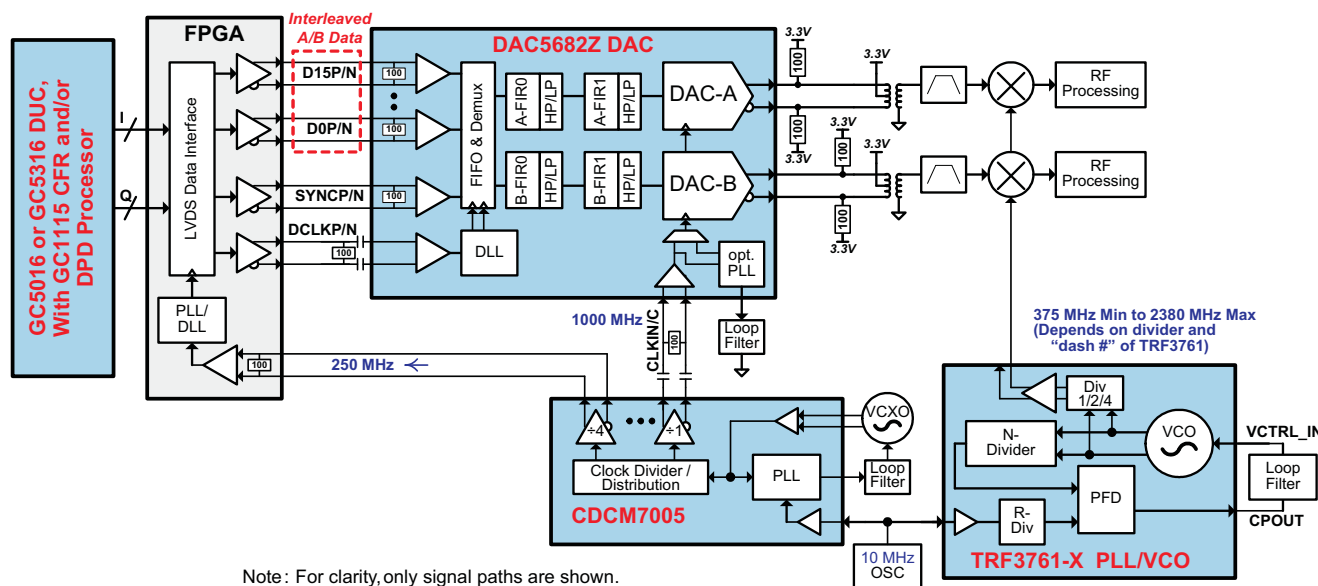 GC5016 or GC5316 DUC,
With GC1115 CFR and/or
DPD Processor
I
Q
FPGA
LVDS Data Interface
PLL/
DLL
100
250 MHz
Interleaved
A/B Data
D15P/N
100
D0P/N
100
SYNCP/N
100
DCLKP/N
100
DAC5682Z DAC
FIFO & Demux
DLL
A-FIR0
HP/LP
A-FIR1
HP/LP
B-FIR0
HP/LP
B-FIR1
HP/LP
DAC-A
DAC-B
opt.
PLL
Loop
Filter
1000 MHz
CLKIN/C
100
3.3V
100
3.3V
100
3.3V
3.3V
100
3.3V
100
3.3V
RF
Processing
RF
Processing
375 MHz Min to 2380 MHz Max
(Depends on divider and
“dash #” of TRF3761)
÷4
÷1
VCXO
Clock Divider /
Distribution
PLL
Loop
Filter
CDCM7005
10 MHz
OSC
Div
1/2/4
N-
Divider
VCO
R-
Div
PFD
VCTRL_IN
Loop
Filter
CPOUT
TRF3761-X PLL/VCO
Note: For clarity, only signal paths are shown.